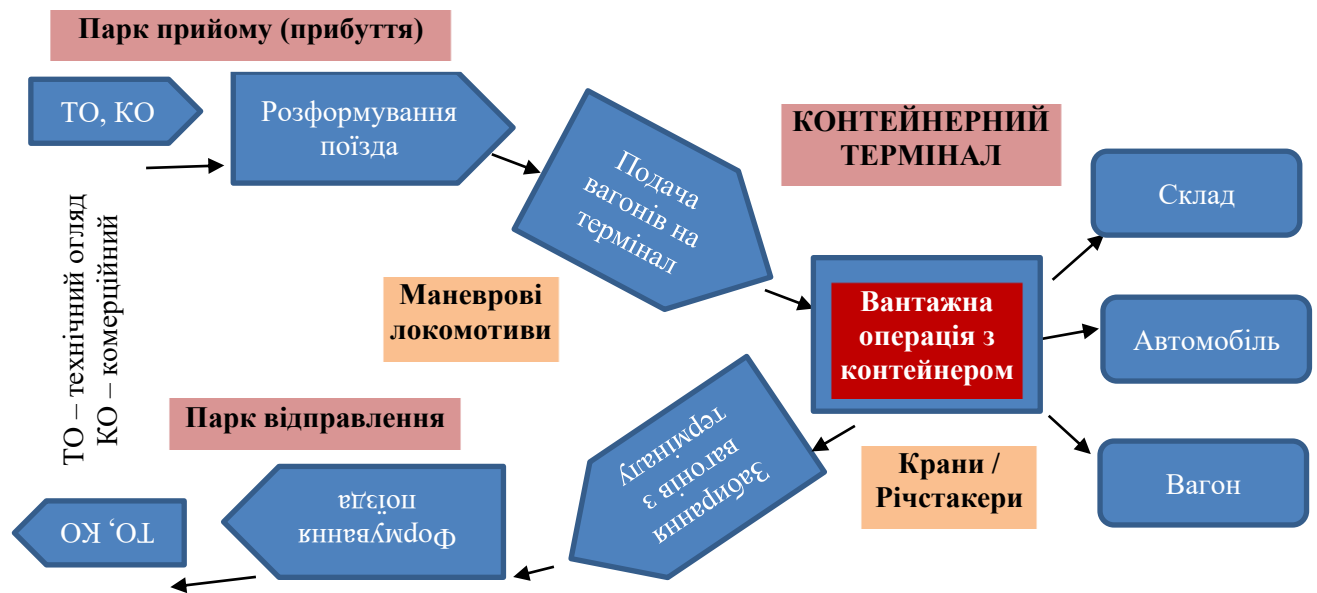 Парк прийому (прибуття)
ТО, КО
Розформування
поїзда
Подача
вагонів на
термінал
КОНТЕЙНЕРНИЙ
ТЕРМІНАЛ
Склад
Маневрові
локомотиви
Вантажна
операція з
контейнером
Автомобіль
ТО – технічний огляд
КО – комерційний
Парк відправлення
Забирання
вагонів з
терміналу
Крани /
Річстакери
Вагон
Формування
поїзда
ТО, КО